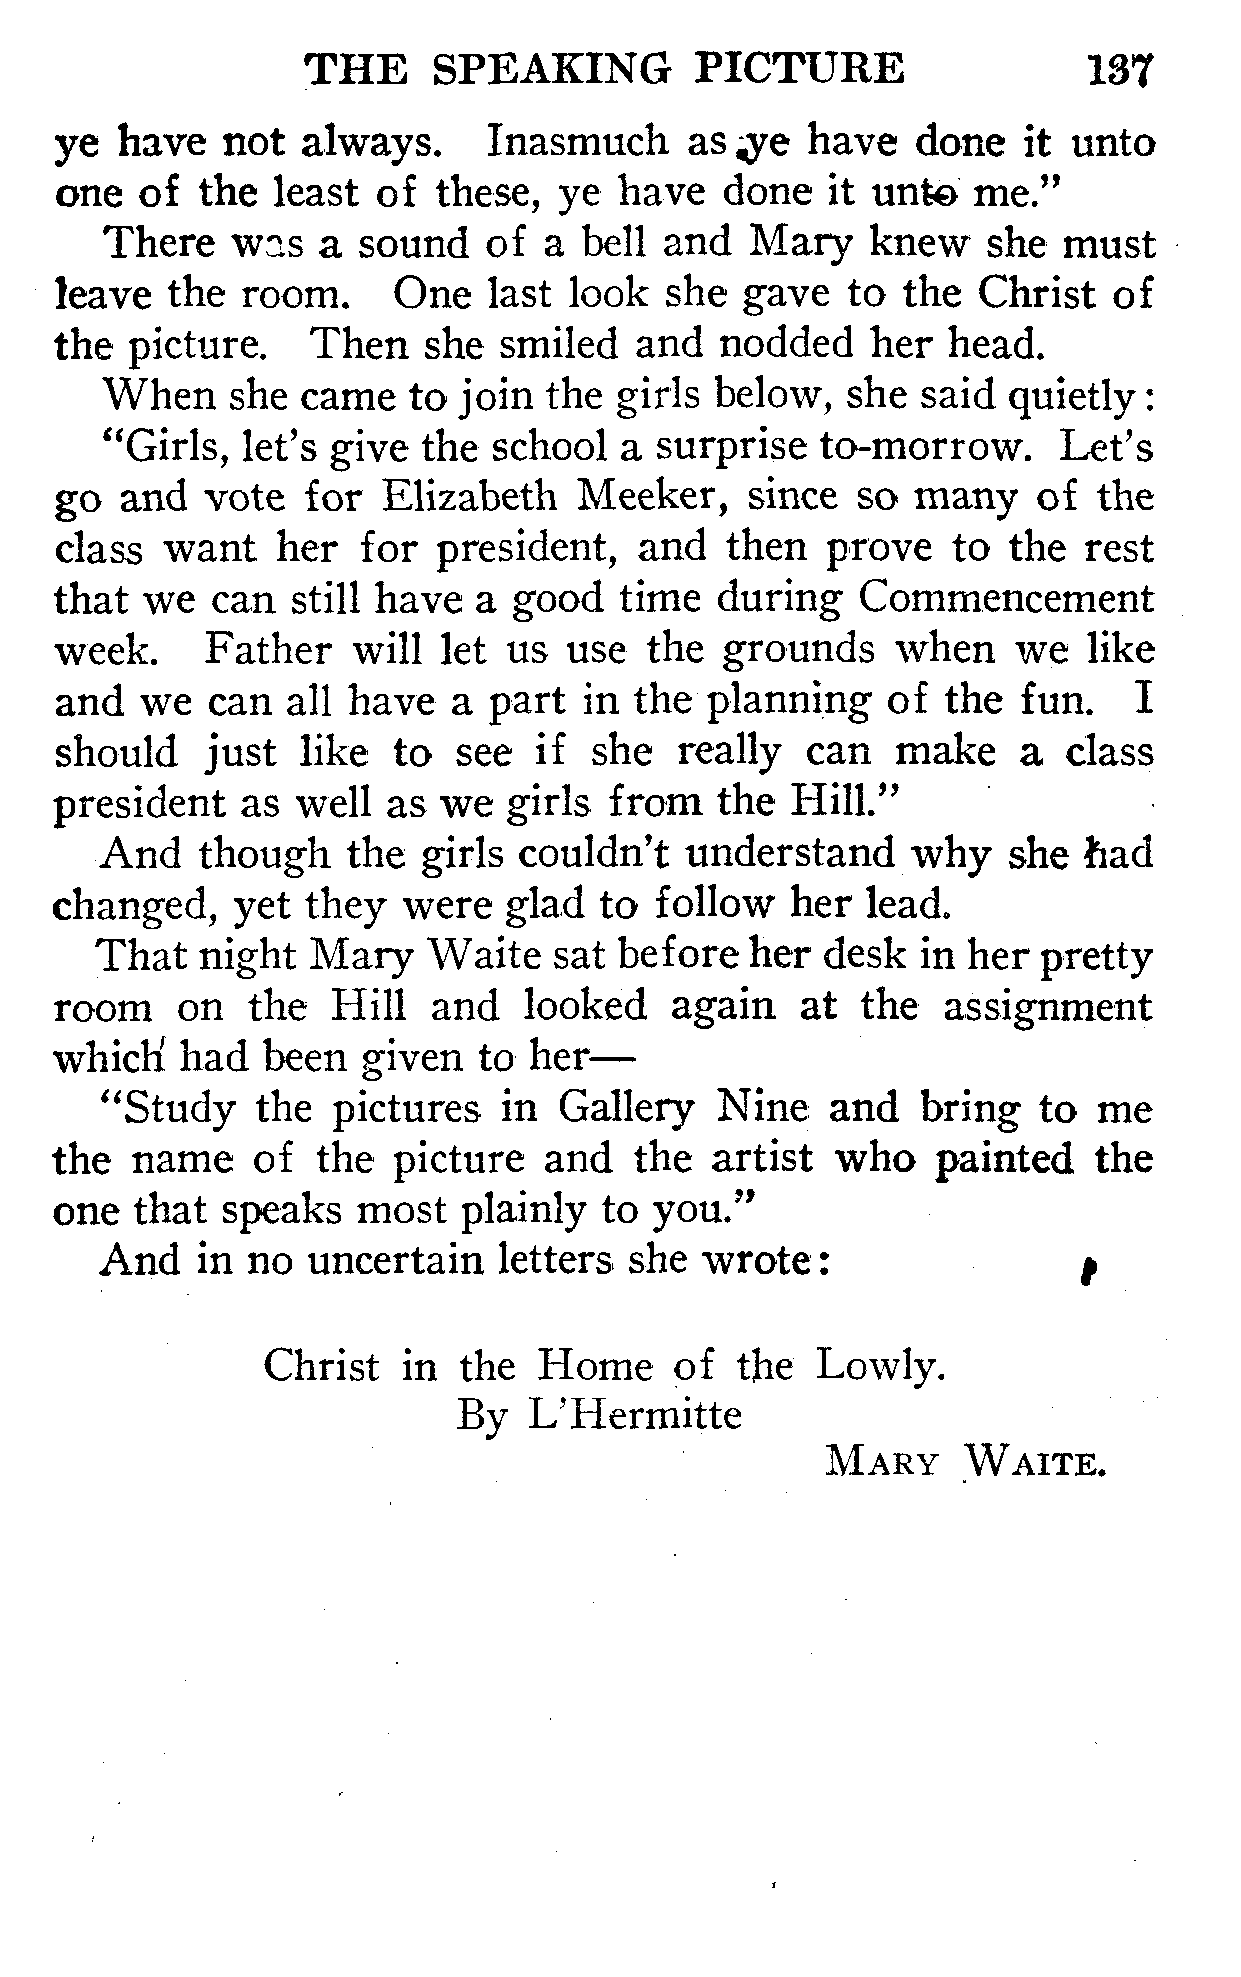 THE SPEAKING PICTURE 137
ye have not always. Inasmuch as ye have done it unto
one of the least of these, ye have done it unto me."
There was a sound of a bell and Mary knew she must
leave the room. One last look she gave to the Christ of
the picture. Then she smiled and nodded her head.
When she came to join the girls below, she said quietly:
"Girls, let's give the school a surprise to-morrow. Let's
go and vote for Elizabeth Meeker, since so many of the
class want her for president, and then prove to the rest
that we can still have a good time during Commencement
week. Father will let us use the grounds when we like
and we can all have a part in the planning of the fun. I
should just like to see if she really can make a class
president as well as we girls from the Hill."
And though the girls couldn't understand why she had
changed, yet they were glad to follow her lead.
That night Mary Waite sat before her desk in her pretty
room on the Hill and looked again at the assignment
which had been given to her—
"Study the pictures in Gallery Nine and bring to me
the name of the picture and the artist who painted the
one that speaks most plainly to you."
And in no uncertain letters she wrote:
Christ in the Home of the Lowly.
By L'Hermitte
MARY WAITE.